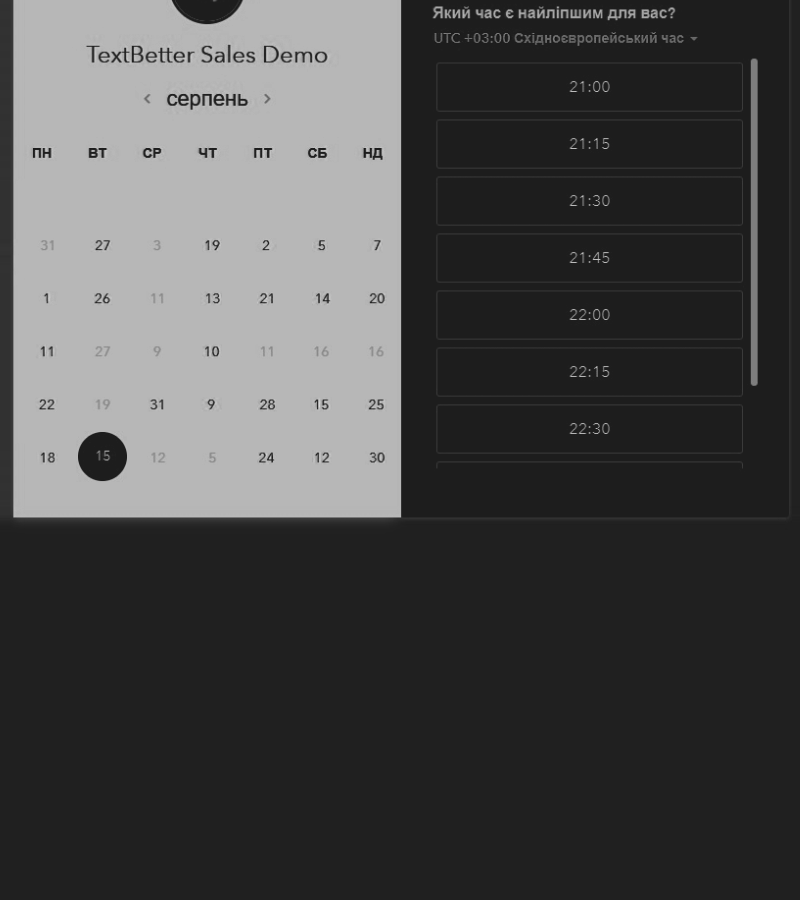 TextBetter Sales Demo
серпень
ПН ВТ СР ЧТ ПТ СБ НД
31 27 3 19 2 5 7
1 26 11 13 21 14 20
11 27 9 10 11 16 16
22 19 31 9 28 15 25
18 15 12 5 24 12 30
Який час є найліпшим для вас?
UTC +03:00 Східноєвропейський час
21:00
21:15
21:30
21:45
22:00
22:15
22:30